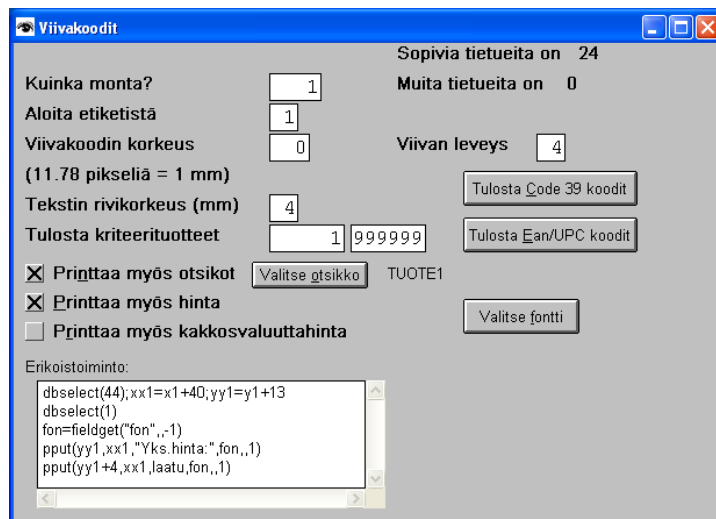 Viivakoodit
Sopivia tietueita on 24
Kuinka monta? 1 Muita tietueita on 0
Aloita etiketistä 1
Viivakoodin korkeus 0 Viivan leveys 4
(11.78 pikseliä = 1 mm)
Tulosta Code 39 koodit
Tekstin rivikorkeus (mm) 4
Tulosta kriteerituotteet 1 999999 Tulosta Ean/UPC koodit
Printtaa myös otsikot Valitse otsikko TUOTE1
Printtaa myös hinta
Valitse fontti
Printtaa myös kakkosvaluuttahinta
Erikoistoiminto:
dbselect(44);xx1=x1+40;yy1=y1+13
dbselect(1)
fon=fieldget("fon",,-1)
pput(yy1,xx1,"Yks.hinta:",fon,,1)
pput(yy1+4,xx1,laatu,fon,,1)